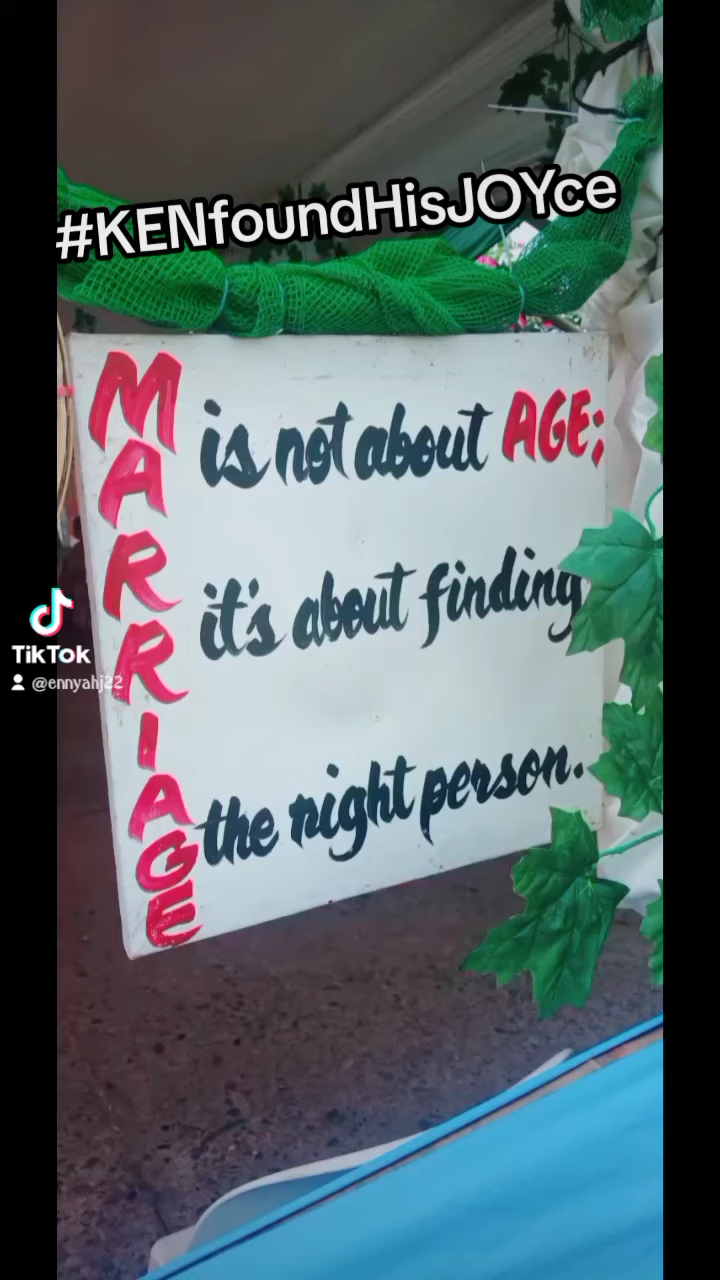 #KENfoundHisJOYce
MARRIAGE
is not about AGE;
it's about finding
the right person.
TikTok
@ennyahj22